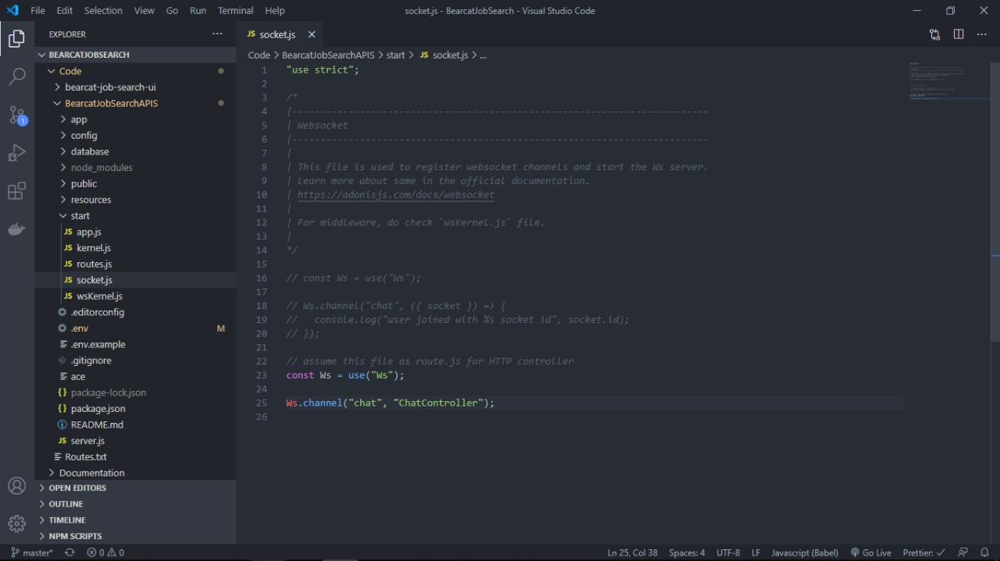 File Edit Selection View Go Run Terminal Help
socket.js - BearcatJobSearch - Visual Studio Code
EXPLORER
BEARCATJOBSEARCH
Code
bearcat-job-search-ui
BearcatJobSearchAPIS
app
config
database
node_modules
public
resources
start
JS app.js
JS kernel.js
JS routes.js
JS socket.js
JS wsKernel.js
.editorconfig
.env M
.env.example
.gitignore
ace
{} package-lock.json
{} package.json
README.md
JS server.js
Routes.txt
Documentation
OPEN EDITORS
OUTLINE
TIMELINE
NPM SCRIPTS
1
JS socket.js
Code > BearcatJobSearchAPIS > start > JS socket.js > ...
1 "use strict";
2
3 /*
4 |--------------------------------------------------------------------------
5 | Websocket
6 |--------------------------------------------------------------------------
7 |
8 | This file is used to register websocket channels and start the Ws server.
9 | Learn more about same in the official documentation.
10 | https://adonisjs.com/docs/websocket
11 |
12 | For middleware, do check `wsKernel.js` file.
13 |
14 */
15
16 // const Ws = use("Ws");
17
18 // Ws.channel("chat", ({ socket }) => {
19 //   console.log("user joined with %s socket id", socket.id);
20 // });
21
22 // assume this file as route.js for HTTP controller
23 const Ws = use("Ws");
24
25 Ws.channel("chat", "ChatController");
26
master* 0 0 Ln 25, Col 38 Spaces: 4 UTF-8 LF Javascript (Babel) Go Live Prettier: ✓